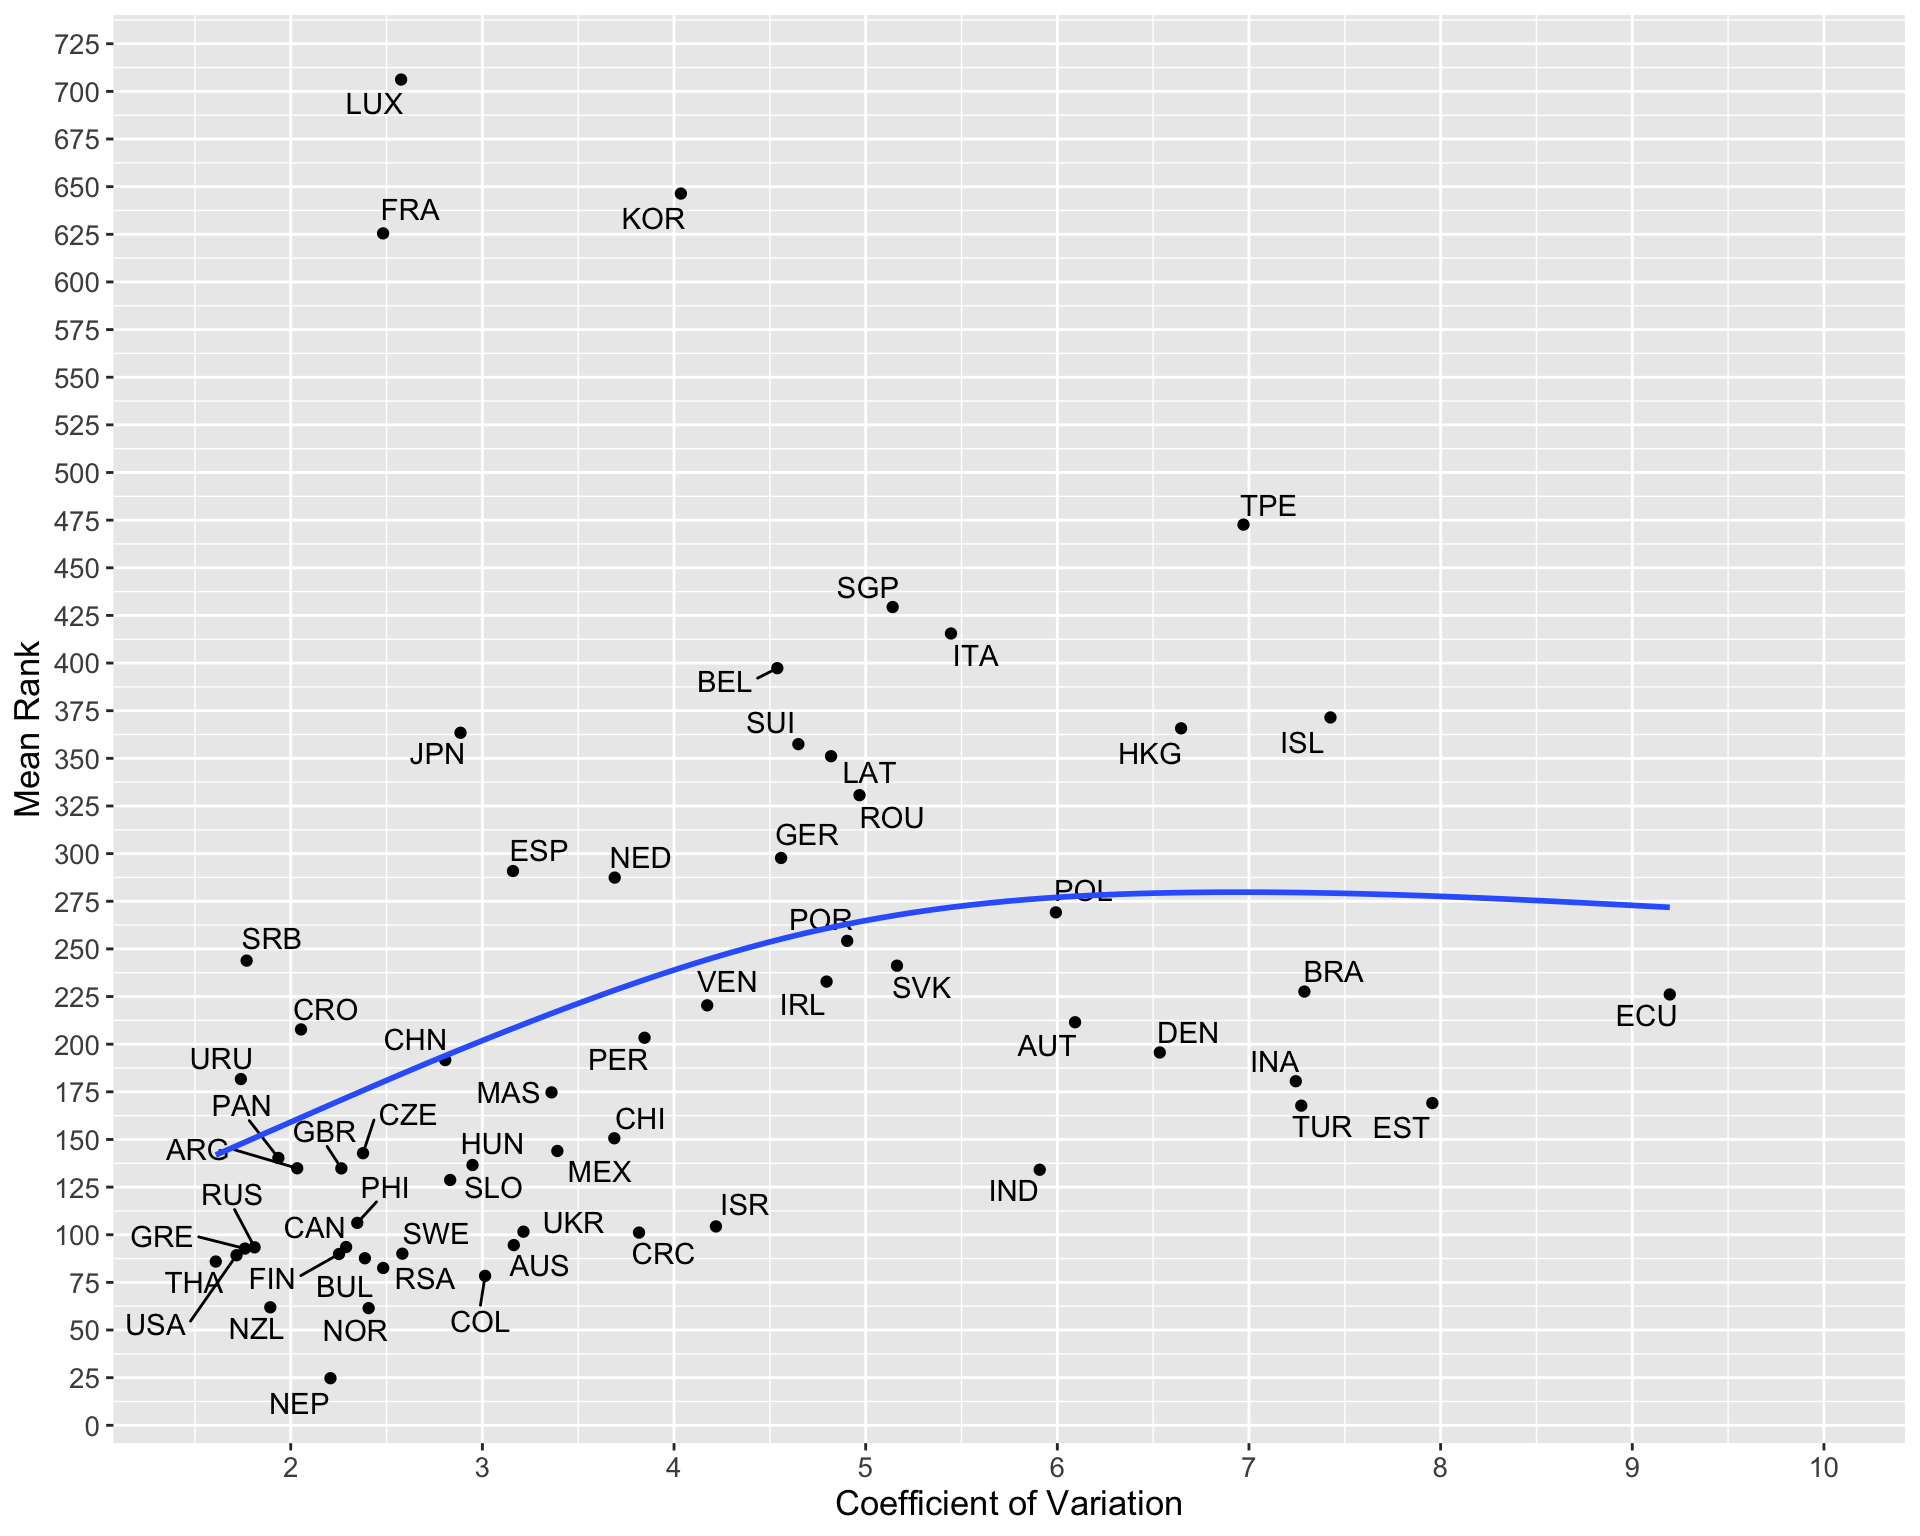 725
700
675
650
625
600
575
550
525
500
475
450
425
400
375
350
325
300
275
250
225
200
175
150
125
100
75
50
25
0
Mean Rank
LUX
FRA
KOR
TPE
SGP
ITA
BEL
SUI
JPN
HKG
ISL
LAT
ROU
GER
ESP
NED
POL
POR
SRB
BRA
VEN
SVK
IRL
CRO
ECU
CHN
AUT
DEN
URU
PER
INA
MAS
PAN
CZE
CHI
TUR
EST
GBR
ARG
HUN
MEX
PHI
SLO
IND
RUS
ISR
CAN
SWE
UKR
GRE
CRC
AUS
THA
FIN
BUL
RSA
USA
NZL
NOR
COL
NEP
2 3 4 5 6 7 8 9 10
Coefficient of Variation